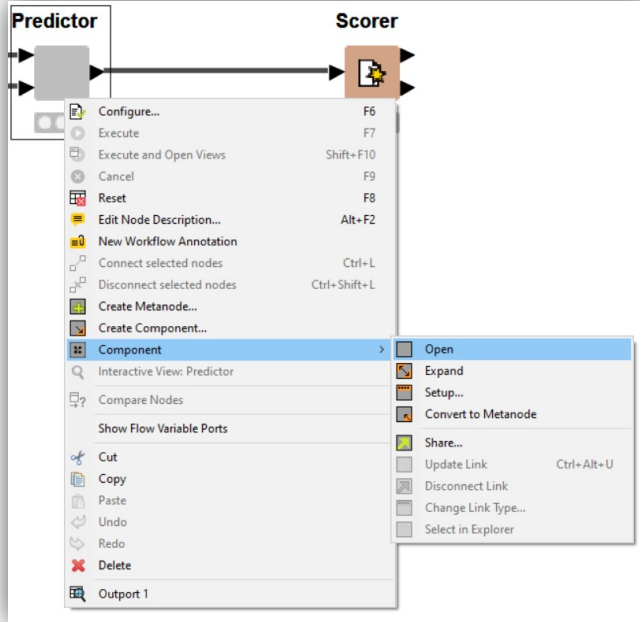 Predictor
Scorer
Configure... F6
Execute F7
Execute and Open Views Shift+F10
Cancel F9
Reset F8
Edit Node Description... Alt+F2
New Workflow Annotation
Connect selected nodes Ctrl+L
Disconnect selected nodes Ctrl+Shift+L
Create Metanode...
Create Component...
Component
Interactive View: Predictor
Compare Nodes
Show Flow Variable Ports
Cut
Copy
Paste
Undo
Redo
Delete
Outport 1
Open
Expand
Setup...
Convert to Metanode
Share...
Update Link Ctrl+Alt+U
Disconnect Link
Change Link Type...
Select in Explorer